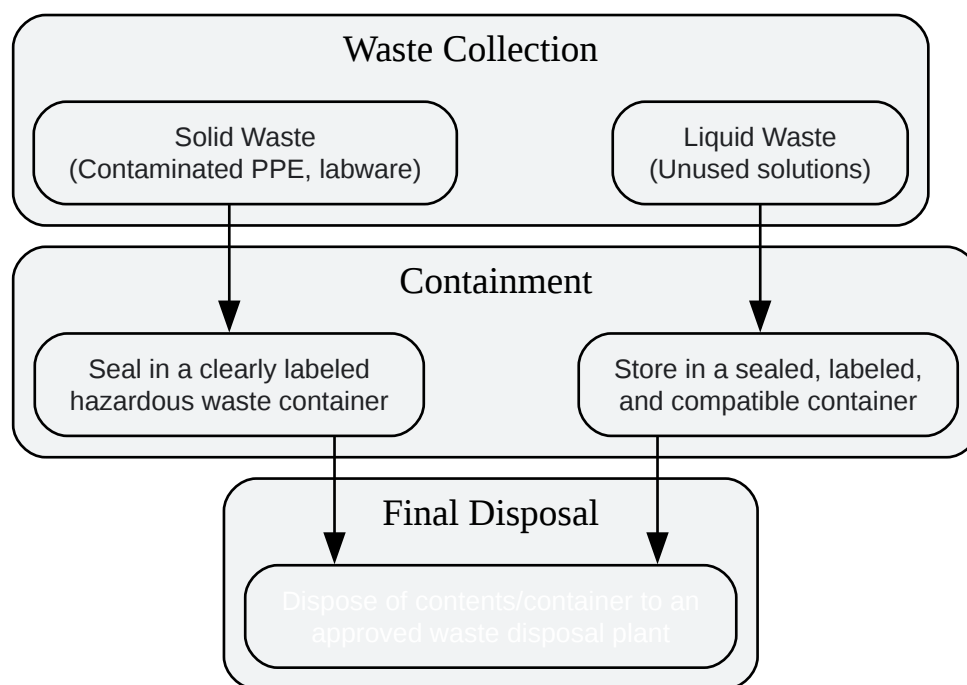 Waste Collection
Solid Waste
(Contaminated PPE, labware)
Liquid Waste
(Unused solutions)
Containment
Seal in a clearly labeled
hazardous waste container
Store in a sealed, labeled,
and compatible container
Final Disposal
Dispose of contents/container to an
approved waste disposal plant